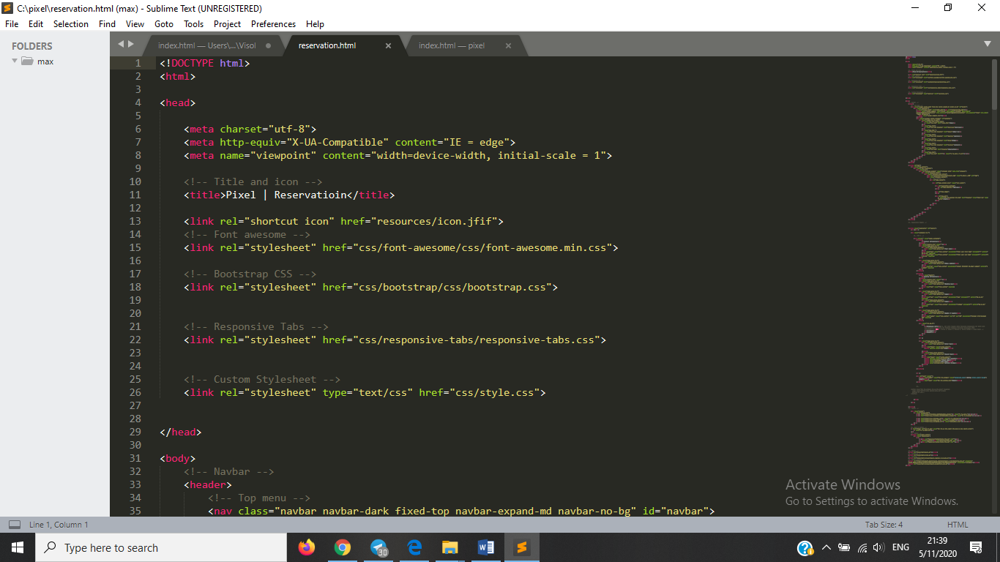 C:\pixel\reservation.html (max) - Sublime Text (UNREGISTERED)
File Edit Selection Find View Goto Tools Project Preferences Help
FOLDERS
max
index.html — Users\...\Visol
reservation.html
index.html — pixel
1 <!DOCTYPE html>
2 <html>
3
4 <head>
5
6 <meta charset="utf-8">
7 <meta http-equiv="X-UA-Compatible" content="IE = edge">
8 <meta name="viewpoint" content="width=device-width, initial-scale = 1">
9
10 <!-- Title and icon -->
11 <title>Pixel | Reservatioin</title>
12
13 <link rel="shortcut icon" href="resources/icon.jfif">
14 <!-- Font awesome -->
15 <link rel="stylesheet" href="css/font-awesome/css/font-awesome.min.css">
16
17 <!-- Bootstrap CSS -->
18 <link rel="stylesheet" href="css/bootstrap/css/bootstrap.css">
19
20
21 <!-- Responsive Tabs -->
22 <link rel="stylesheet" href="css/responsive-tabs/responsive-tabs.css">
23
24
25 <!-- Custom Stylesheet -->
26 <link rel="stylesheet" type="text/css" href="css/style.css">
27
28
29 </head>
30
31 <body>
32 <!-- Navbar -->
33 <header>
34 <!-- Top menu -->
35 <nav class="navbar navbar-dark fixed-top navbar-expand-md navbar-no-bg" id="navbar">
Activate Windows
Go to Settings to activate Windows.
Line 1, Column 1
Tab Size: 4
HTML
Type here to search
30
ENG
21:39
5/11/2020